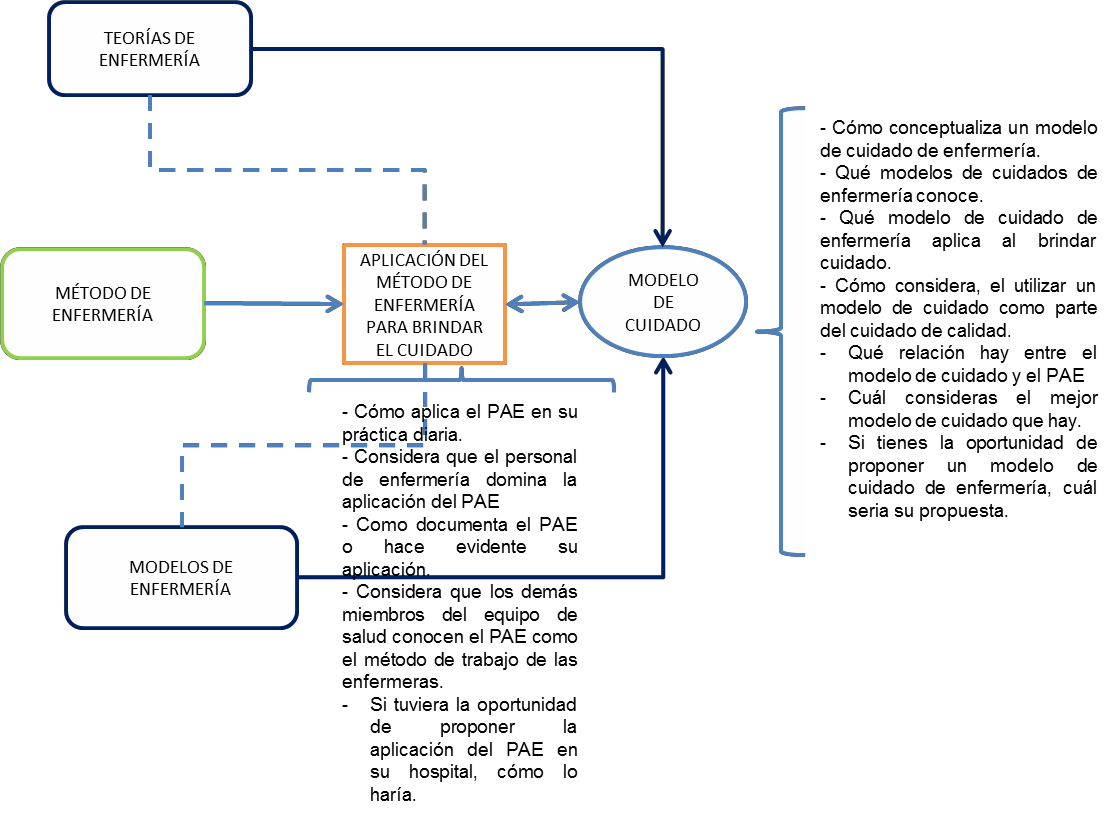 TEORÍAS DE
ENFERMERÍA
MÉTODO DE
ENFERMERÍA
APLICACIÓN DEL
MÉTODO DE
ENFERMERÍA
PARA BRINDAR
EL CUIDADO
MODELO
DE
CUIDADO
MODELOS DE
ENFERMERÍA
- Cómo aplica el PAE en su
práctica diaria.
- Considera que el personal
de enfermería domina la
aplicación del PAE
- Como documenta el PAE
o hace evidente su
aplicación.
- Considera que los demás
miembros del equipo de
salud conocen el PAE como
el método de trabajo de las
enfermeras.
- Si tuviera la oportunidad
de proponer la
aplicación del PAE en
su hospital, cómo lo
haría.
- Cómo conceptualiza un modelo
de cuidado de enfermería.
- Qué modelos de cuidados de
enfermería conoce.
- Qué modelo de cuidado de
enfermería aplica al brindar
cuidado.
- Cómo considera, el utilizar un
modelo de cuidado como parte
del cuidado de calidad.
- Qué relación hay entre el
modelo de cuidado y el PAE
- Cuál consideras el mejor
modelo de cuidado que hay.
- Si tienes la oportunidad de
proponer un modelo de
cuidado de enfermería, cuál
seria su propuesta.